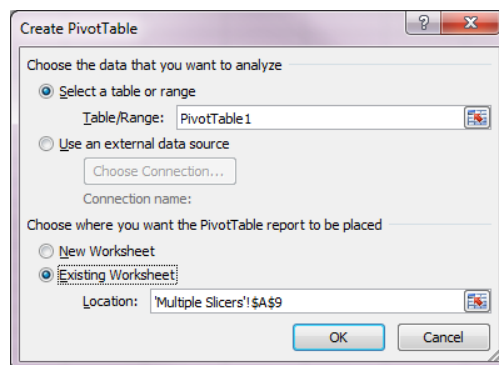 Create PivotTable
Choose the data that you want to analyze
Select a table or range
Table/Range: PivotTable1
Use an external data source
Choose Connection...
Connection name:
Choose where you want the PivotTable report to be placed
New Worksheet
Existing Worksheet
Location: 'Multiple Slicers'!$A$9
OK Cancel